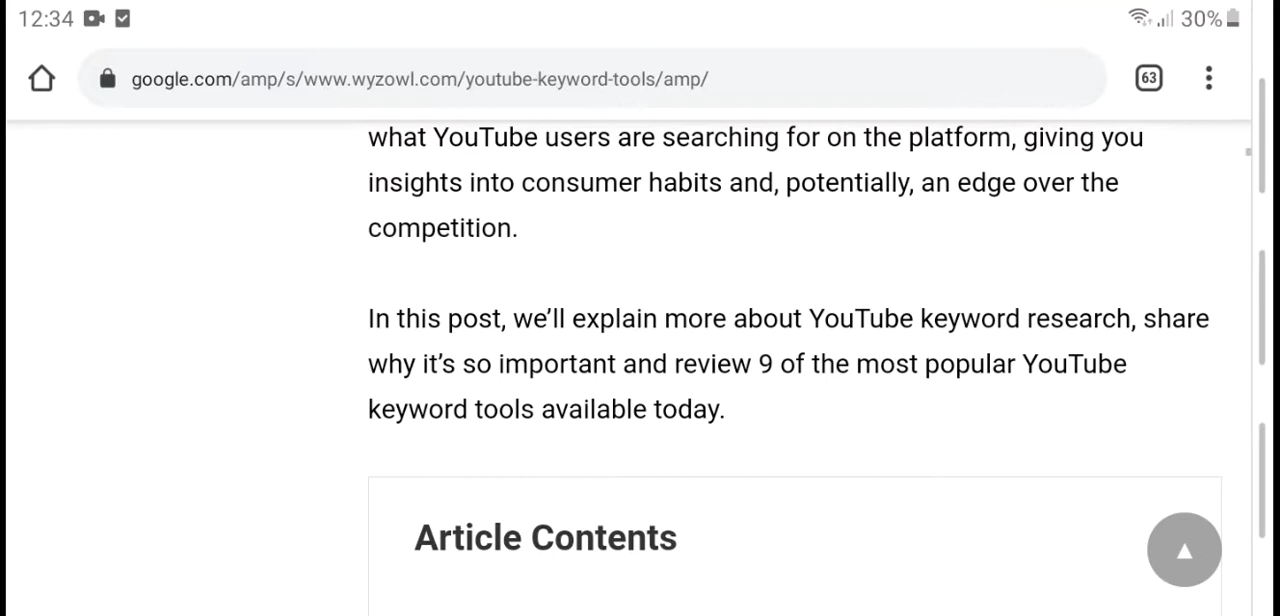 12:34
30%
google.com/amp/s/www.wyzowl.com/youtube-keyword-tools/amp/
63
what YouTube users are searching for on the platform, giving you
insights into consumer habits and, potentially, an edge over the
competition.
In this post, we’ll explain more about YouTube keyword research, share
why it’s so important and review 9 of the most popular YouTube
keyword tools available today.
Article Contents